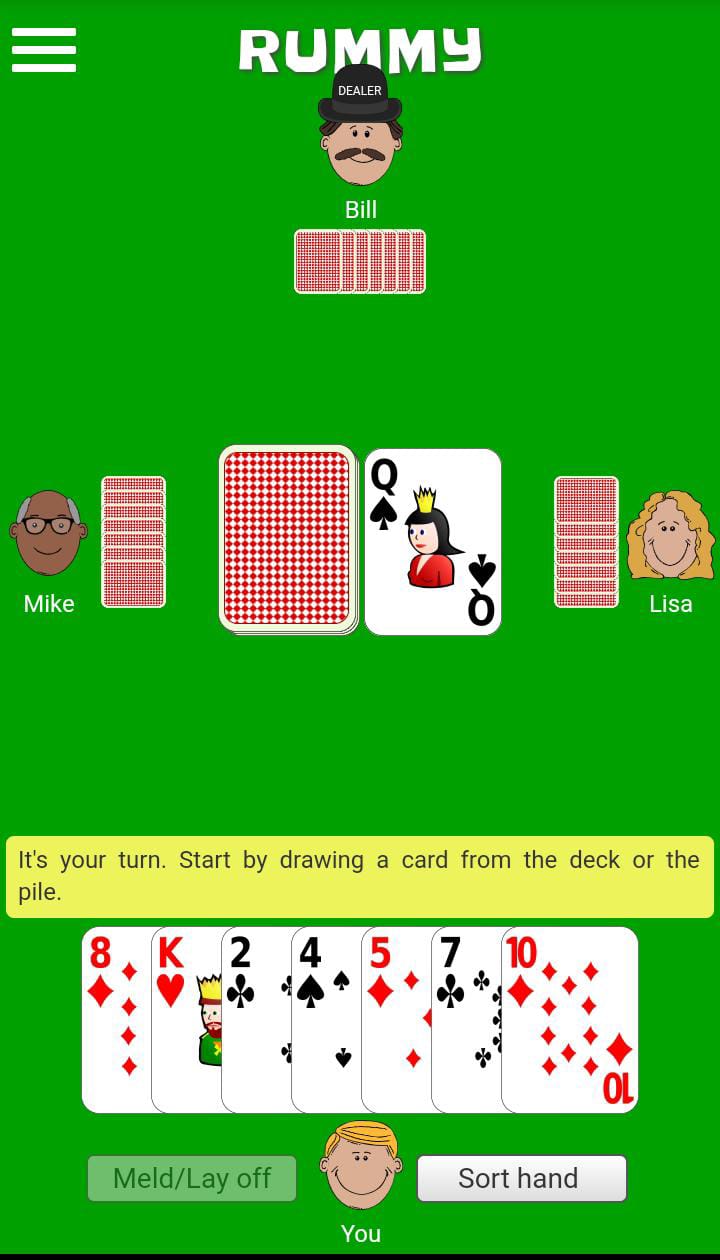 RUMMY
DEALER
Bill
Q
Q
Mike
Lisa
It's your turn. Start by drawing a card from the deck or the
pile.
8 K 2 4 5 7 10
10
Meld/Lay off
Sort hand
You